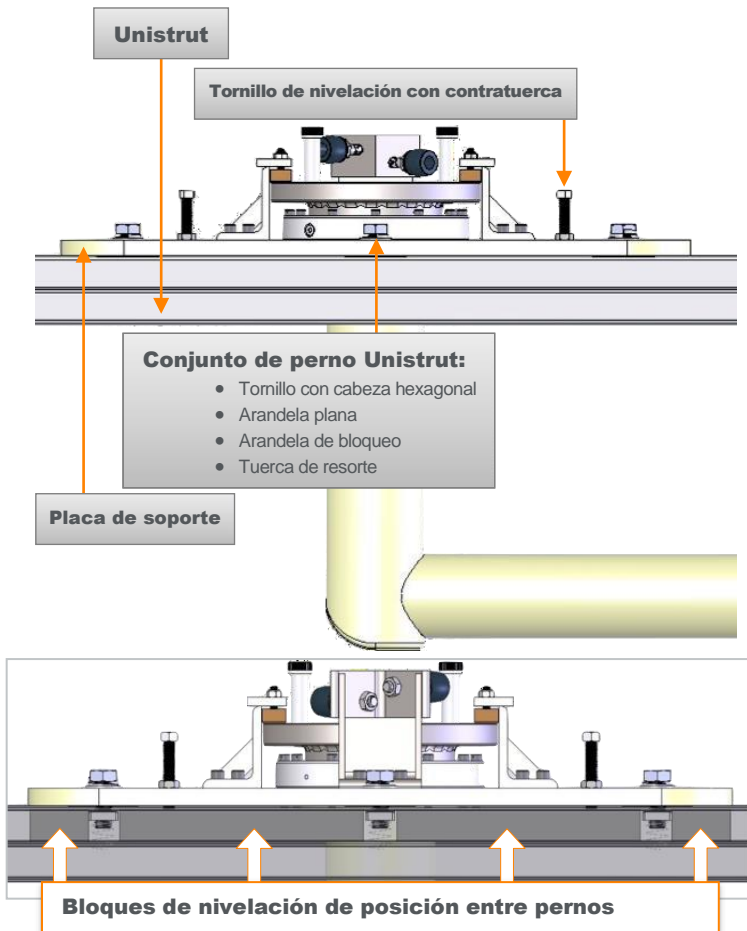 Unistrut
Tornillo de nivelación con contratuerca
Conjunto de perno Unistrut:
• Tornillo con cabeza hexagonal
• Arandela plana
• Arandela de bloqueo
• Tuerca de resorte
Placa de soporte
Bloques de nivelación de posición entre pernos